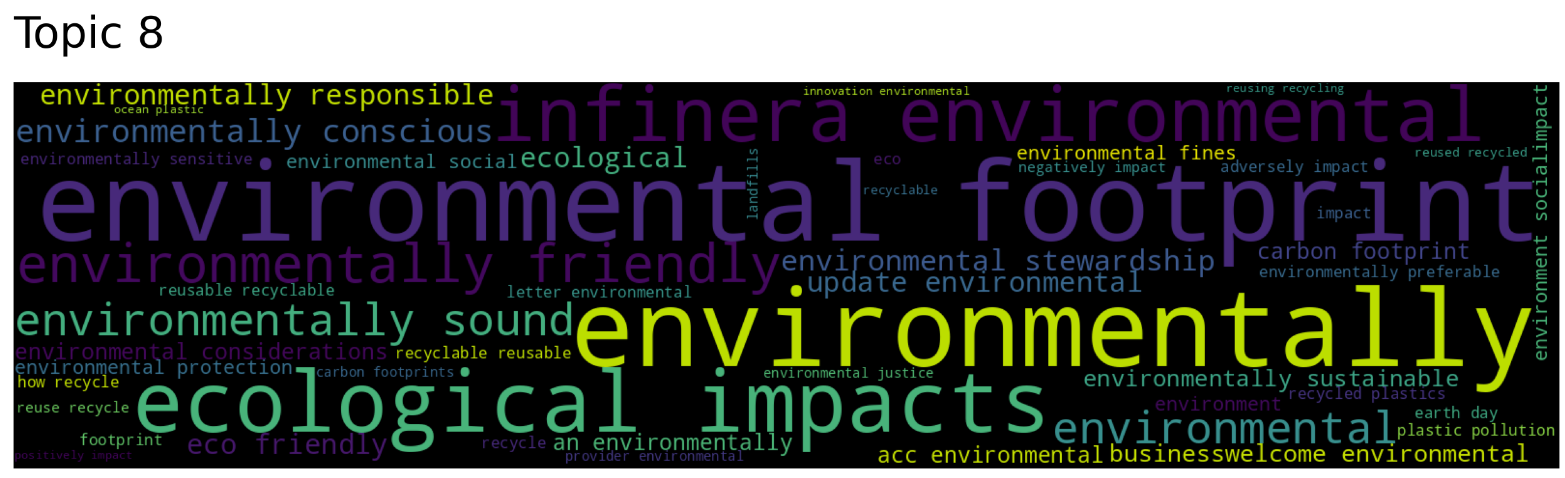 Topic 8
environmentally responsible
ocean plastic
infinera environmental
innovation environmental
reusing recycling
environmentally conscious
environmentally sensitive
environmental social
ecological
landfills
eco
recyclable
environmental fines
negatively impact
adversely impact
reused recycled
environment socialimpact
environmental footprint
impact
environmentally friendly
environmental stewardship
carbon footprint
update environmental
environmentally preferable
reusable recyclable
letter environmental
environmentally sound
environmentally
environmental considerations
recyclable reusable
environmental protection
carbon footprints
environmental justice
how recycle
ecological impacts
environmentally sustainable
recycled plastics
reuse recycle
environment
earth day
footprint
eco friendly
recycle
an environmentally
environmental
plastic pollution
positively impact
provider environmental
acc environmental
businesswelcome environmental